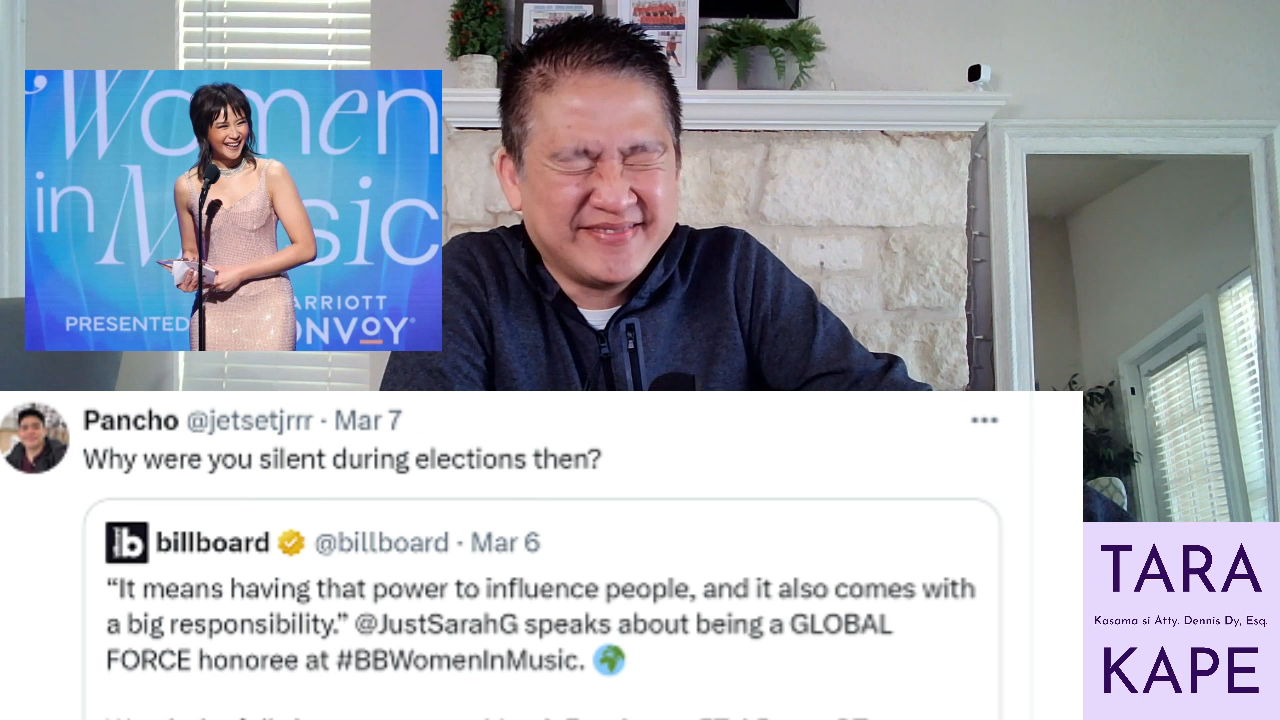 Women
in Music
PRESENTED
ARRIOTT
ONVOY
Pancho @jetsetjrrr · Mar 7
Why were you silent during elections then?
billboard @billboard · Mar 6
“It means having that power to influence people, and it also comes with
a big responsibility.” @JustSarahG speaks about being a GLOBAL
FORCE honoree at #BBWomenInMusic. 🌍
TARA
Kasama si Atty. Dennis Dy, Esq.
KAPE